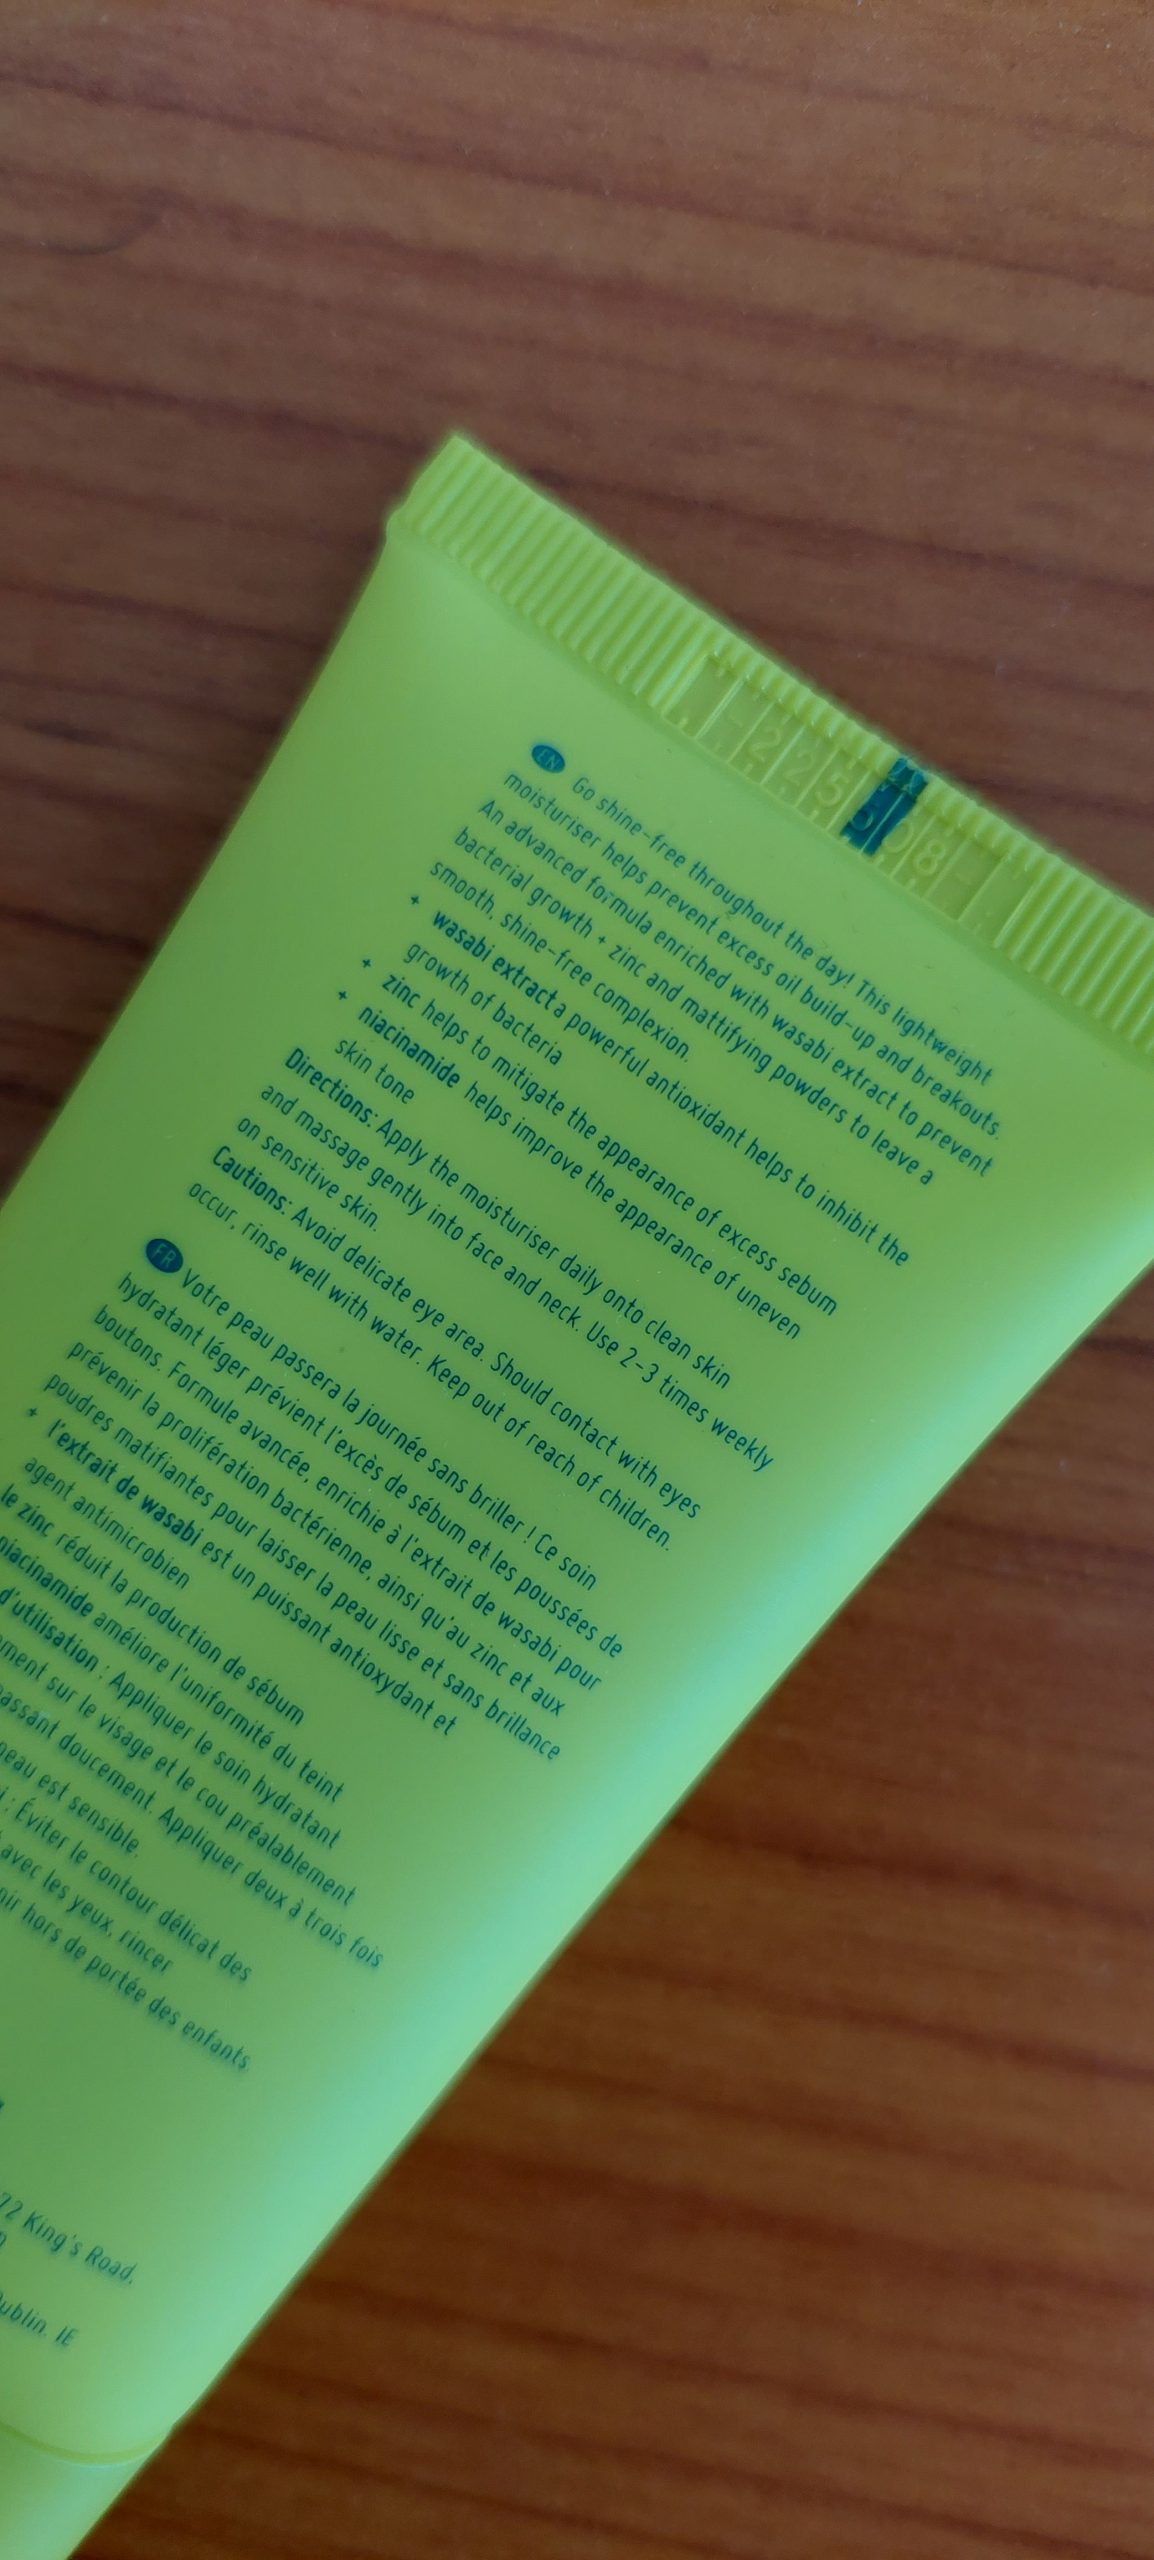 -225508-
EN Go shine-free throughout the day! This lightweight
moisturiser helps prevent excess oil build-up and breakouts.
An advanced formula enriched with wasabi extract to prevent
bacterial growth + zinc and mattifying powders to leave a
smooth, shine-free complexion.
+ wasabi extract a powerful antioxidant helps to inhibit the
growth of bacteria
+ zinc helps to mitigate the appearance of excess sebum
+ niacinamide helps improve the appearance of uneven
skin tone
Directions: Apply the moisturiser daily onto clean skin
and massage gently into face and neck. Use 2-3 times weekly
on sensitive skin.
Cautions: Avoid delicate eye area. Should contact with eyes
occur, rinse well with water. Keep out of reach of children.
FR Votre peau passera la journée sans briller ! Ce soin
hydratant léger prévient l'excès de sébum et les poussées de
boutons. Formule avancée, enrichie à l'extrait de wasabi pour
prévenir la prolifération bactérienne, ainsi qu'au zinc et aux
poudres matifiantes pour laisser la peau lisse et sans brillance
+ l'extrait de wasabi est un puissant antioxydant et
agent antimicrobien
le zinc réduit la production de sébum
niacinamide améliore l'uniformité du teint
d'utilisation : Appliquer le soin hydratant
sur le visage et le cou préalablement
doucement. Appliquer deux à trois fois
est sensible.
: Éviter le contour délicat des
avec les yeux, rincer
hors de portée des enfants.
72 King's Road,
IE